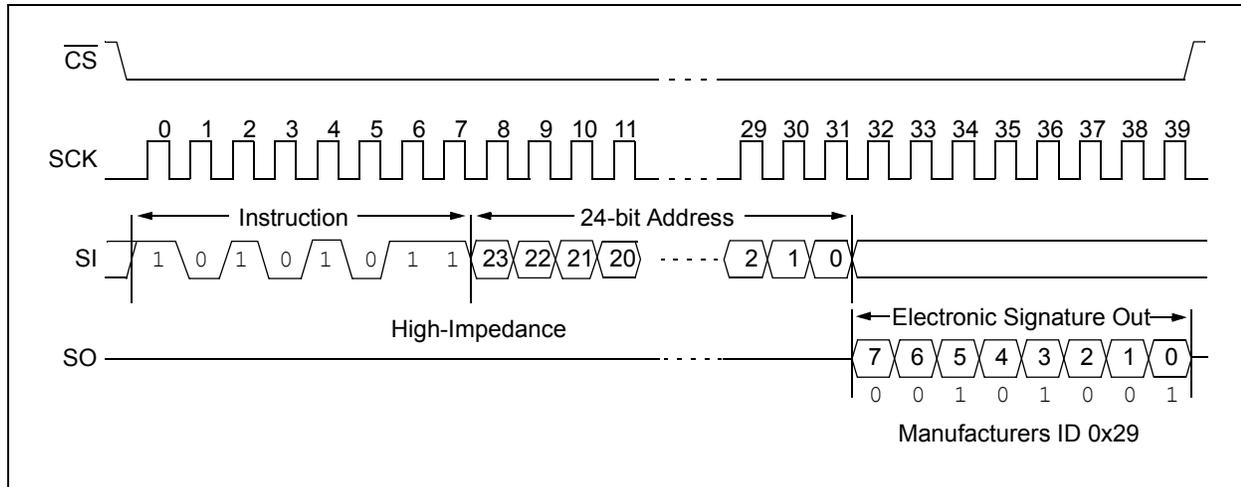 CS
0 1 2 3 4 5 6 7 8 9 10 11 29 30 31 32 33 34 35 36 37 38 39
SCK
Instruction 24-bit Address
SI 1 0 1 0 1 0 1 1 23 22 21 20 2 1 0
Electronic Signature Out
High-Impedance
SO 7 6 5 4 3 2 1 0
0 0 1 0 1 0 0 1
Manufacturers ID 0x29